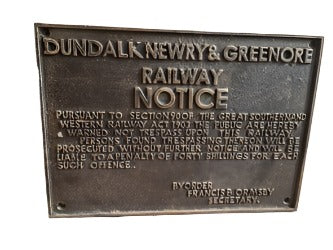 DUNDALK NEWRY & GREENORE
RAILWAY
NOTICE
PURSUANT TO SECTION 90 OF THE GREAT SOUTHERN AND
WESTERN RAILWAY ACT 1901 THE PUBLIC ARE HEREBY
WARNED NOT TRESPASS UPON THIS RAILWAY
PERSONS FOUND TRESPASSING THEREON WILL BE
PROSECUTED WITHOUT FURTHER NOTICE AND WILL BE
LIABLE TO A PENALTY OF FORTY SHILLINGS FOR EACH
SUCH OFFENCE.
BY ORDER
FRANCIS B. ORMSBY
SECRETARY.